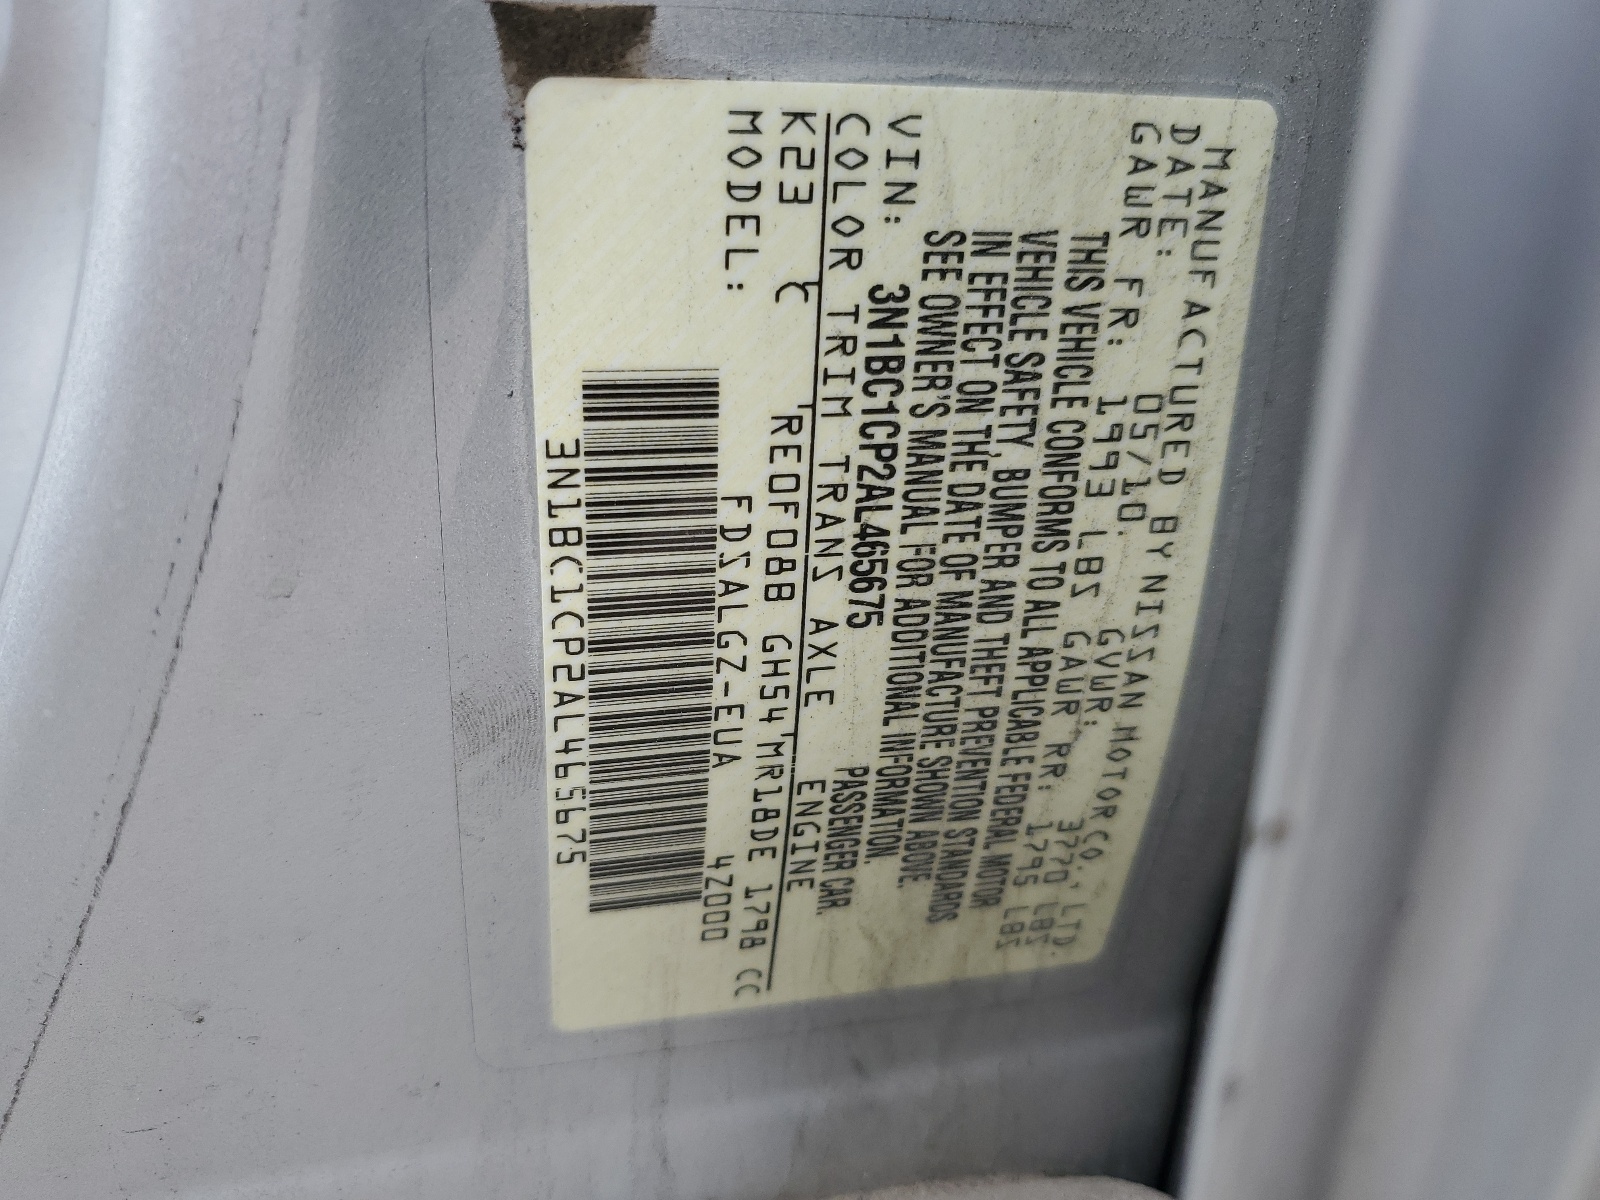 MANUFACTURED BY NISSAN MOTOR CO., LTD.
DATE: 05/10. GVWR: 3770 LBS
GAWR FR: 1993 LBS GAWR RR: 1795 LBS
THIS VEHICLE CONFORMS TO ALL APPLICABLE FEDERAL MOTOR
VEHICLE SAFETY, BUMPER AND THEFT PREVENTION STANDARDS
IN EFFECT ON THE DATE OF MANUFACTURE SHOWN ABOVE.
SEE OWNER'S MANUAL FOR ADDITIONAL INFORMATION.
VIN: 3N1BC1CP2AL465675 PASSENGER CAR.
COLOR TRIM TRANS AXLE ENGINE
K23 C RE0F08B GH54 MR18DE 1798 CC
MODEL: FDSALGZ-EUA 4Z000
3N1BC1CP2AL465675